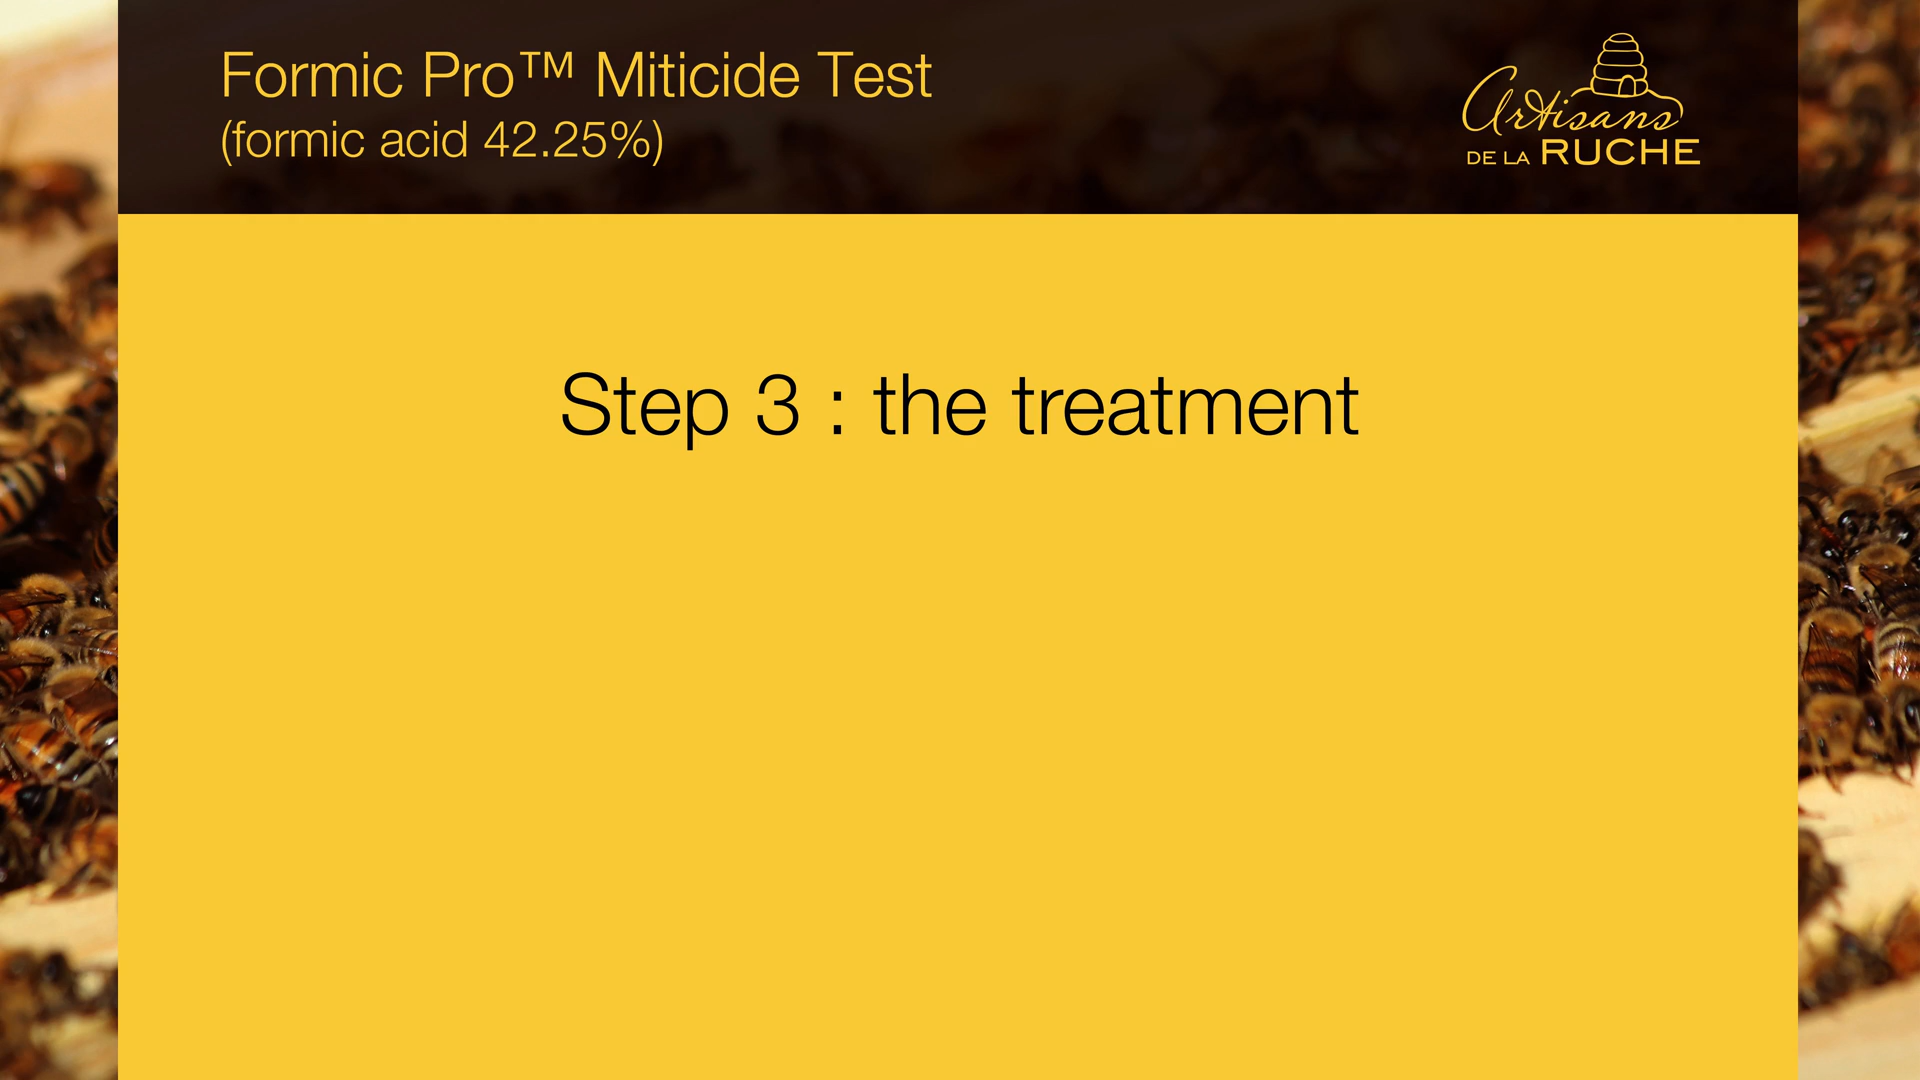 Formic Pro™ Miticide Test
(formic acid 42.25%)
Artisans
DE LA RUCHE
Step 3 : the treatment